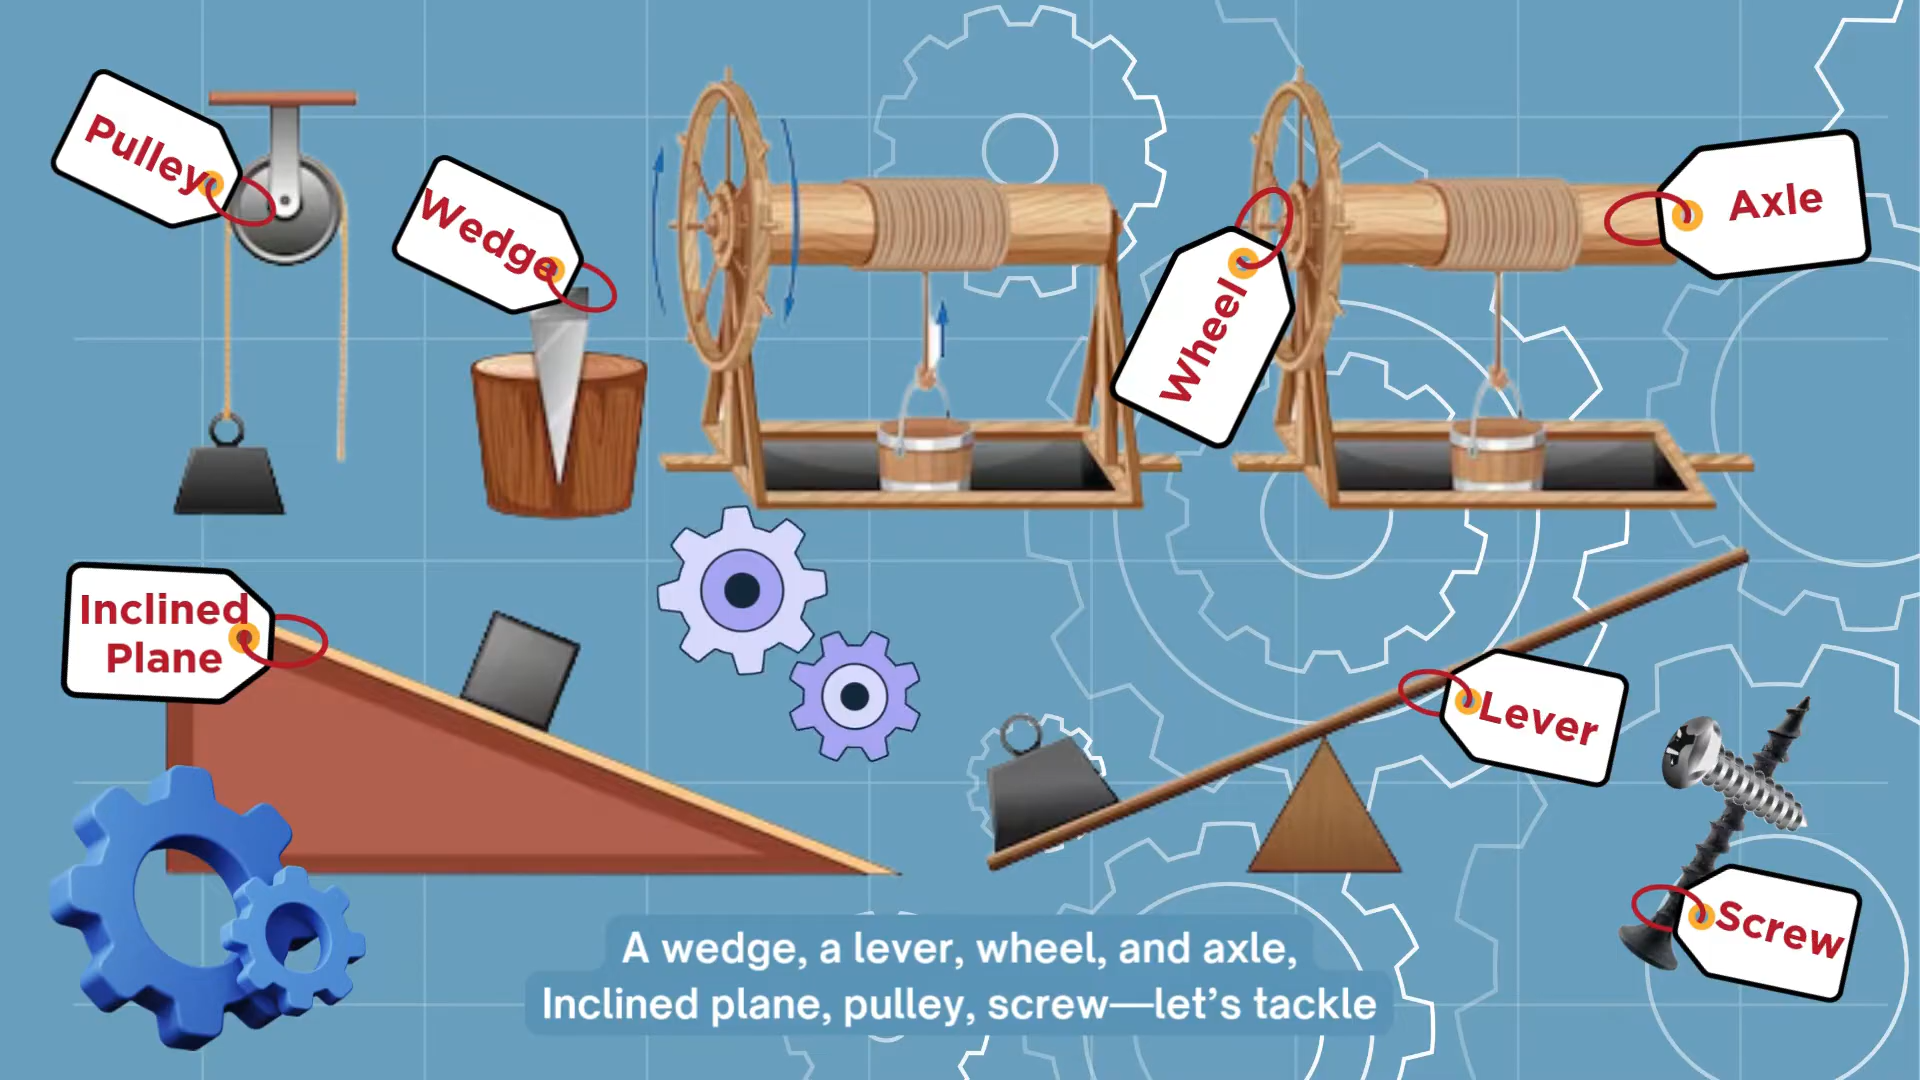 Pulley
Wedge
Wheel
Axle
Inclined
Plane
Lever
Screw
A wedge, a lever, wheel, and axle,
Inclined plane, pulley, screw—let's tackle